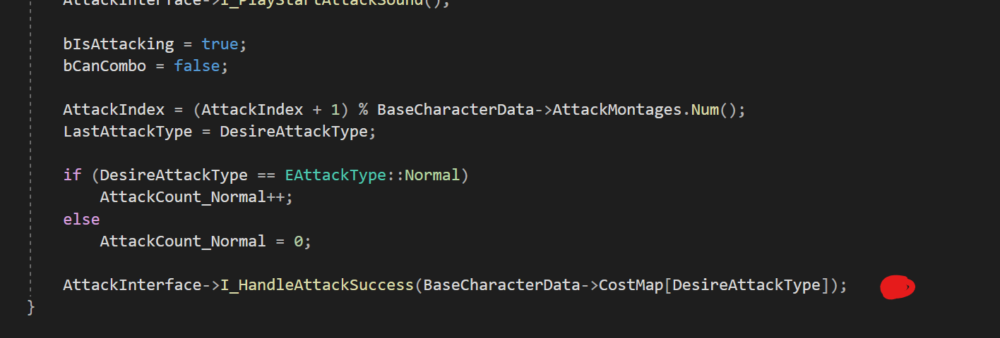 AttackInterface->I_PlayStartAttackSound();
bIsAttacking = true;
bCanCombo = false;
AttackIndex = (AttackIndex + 1) % BaseCharacterData->AttackMontages.Num();
LastAttackType = DesireAttackType;
if (DesireAttackType == EAttackType::Normal)
AttackCount_Normal++;
else
AttackCount_Normal = 0;
AttackInterface->I_HandleAttackSuccess(BaseCharacterData->CostMap[DesireAttackType]);
}